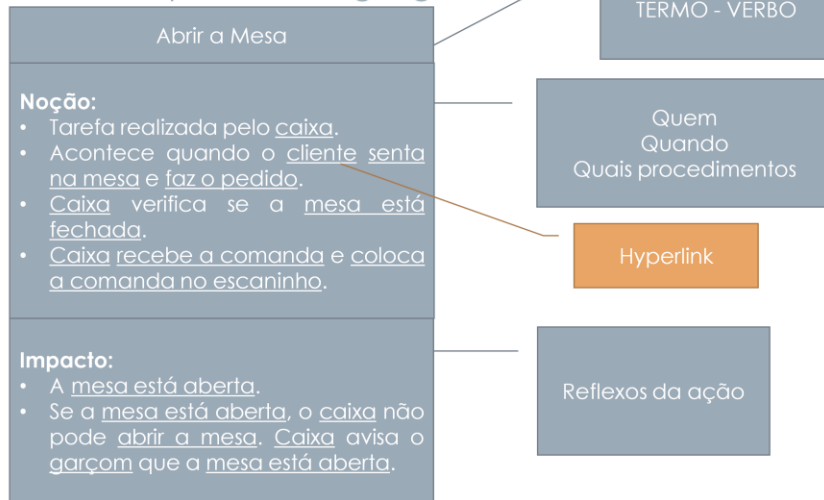 TERMO - VERBO
Abrir a Mesa
Noção:
• Tarefa realizada pelo caixa.
• Acontece quando o cliente senta
na mesa e faz o pedido.
• Caixa verifica se a mesa está
fechada.
• Caixa recebe a comanda e coloca
a comanda no escaninho.
Quem
Quando
Quais procedimentos
Hyperlink
Impacto:
• A mesa está aberta.
• Se a mesa está aberta, o caixa não
pode abrir a mesa. Caixa avisa o
garçom que a mesa está aberta.
Reflexos da ação